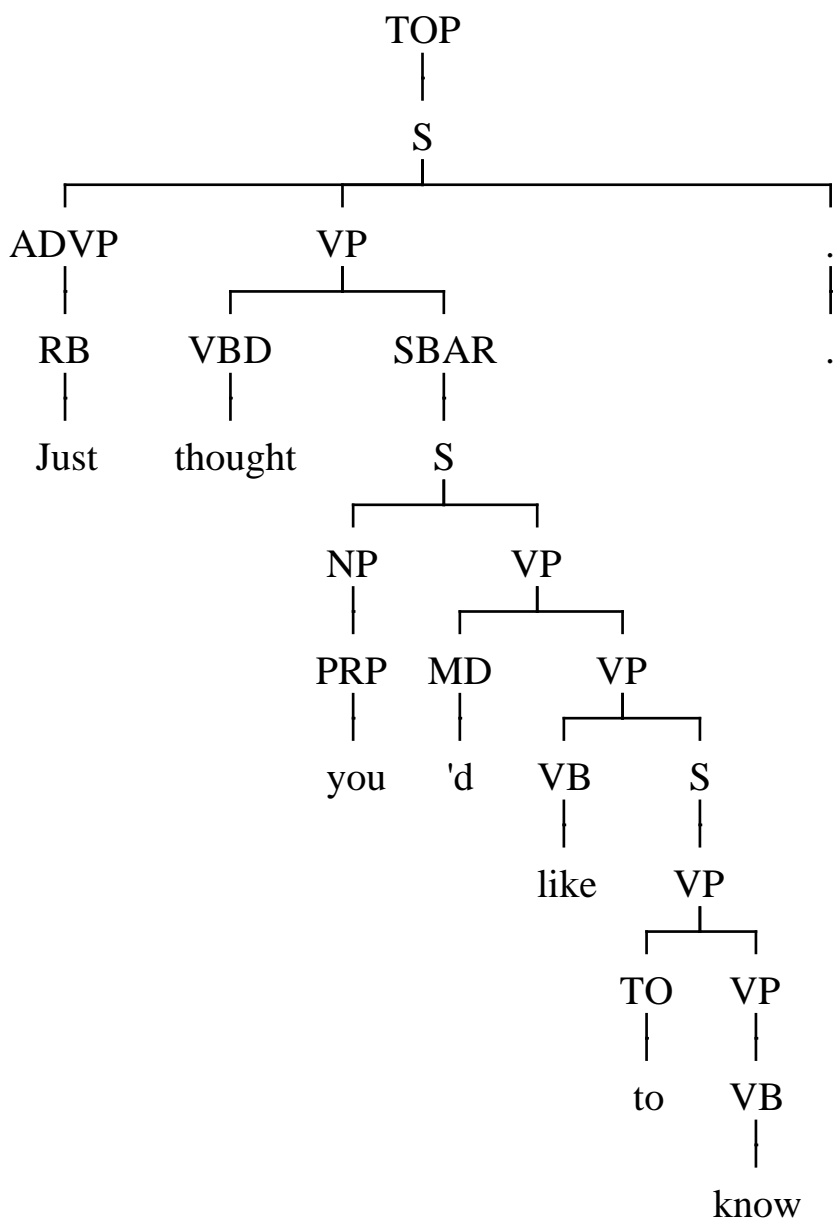 TOP
S
ADVP VP .
RB VBD SBAR .
Just thought S
NP VP
PRP MD VP
you 'd VB S
like VP
TO VP
to VB
know